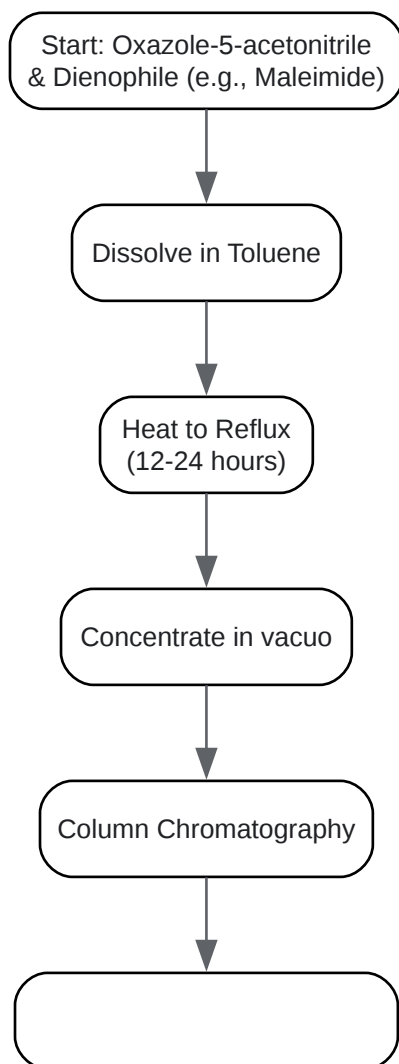 Start: Oxazole-5-acetonitrile
& Dienophile (e.g., Maleimide)
Dissolve in Toluene
Heat to Reflux
(12-24 hours)
Concentrate in vacuo
Column Chromatography